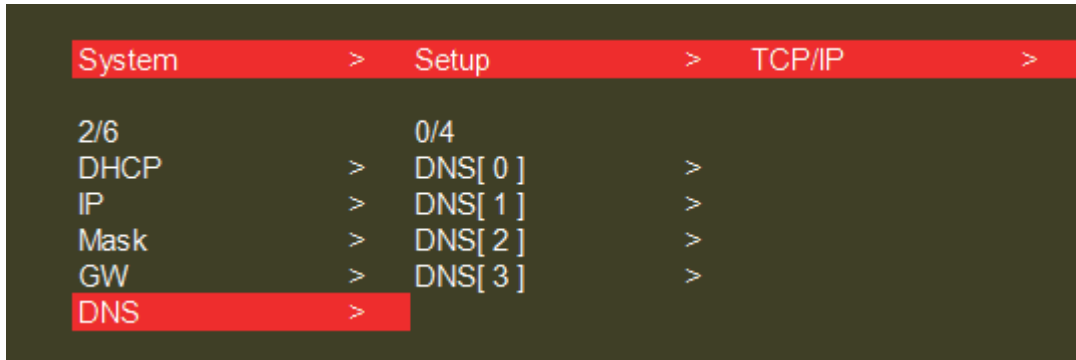 System > Setup > TCP/IP >
2/6 0/4
DHCP > DNS[ 0 ] >
IP > DNS[ 1 ] >
Mask > DNS[ 2 ] >
GW > DNS[ 3 ] >
DNS >